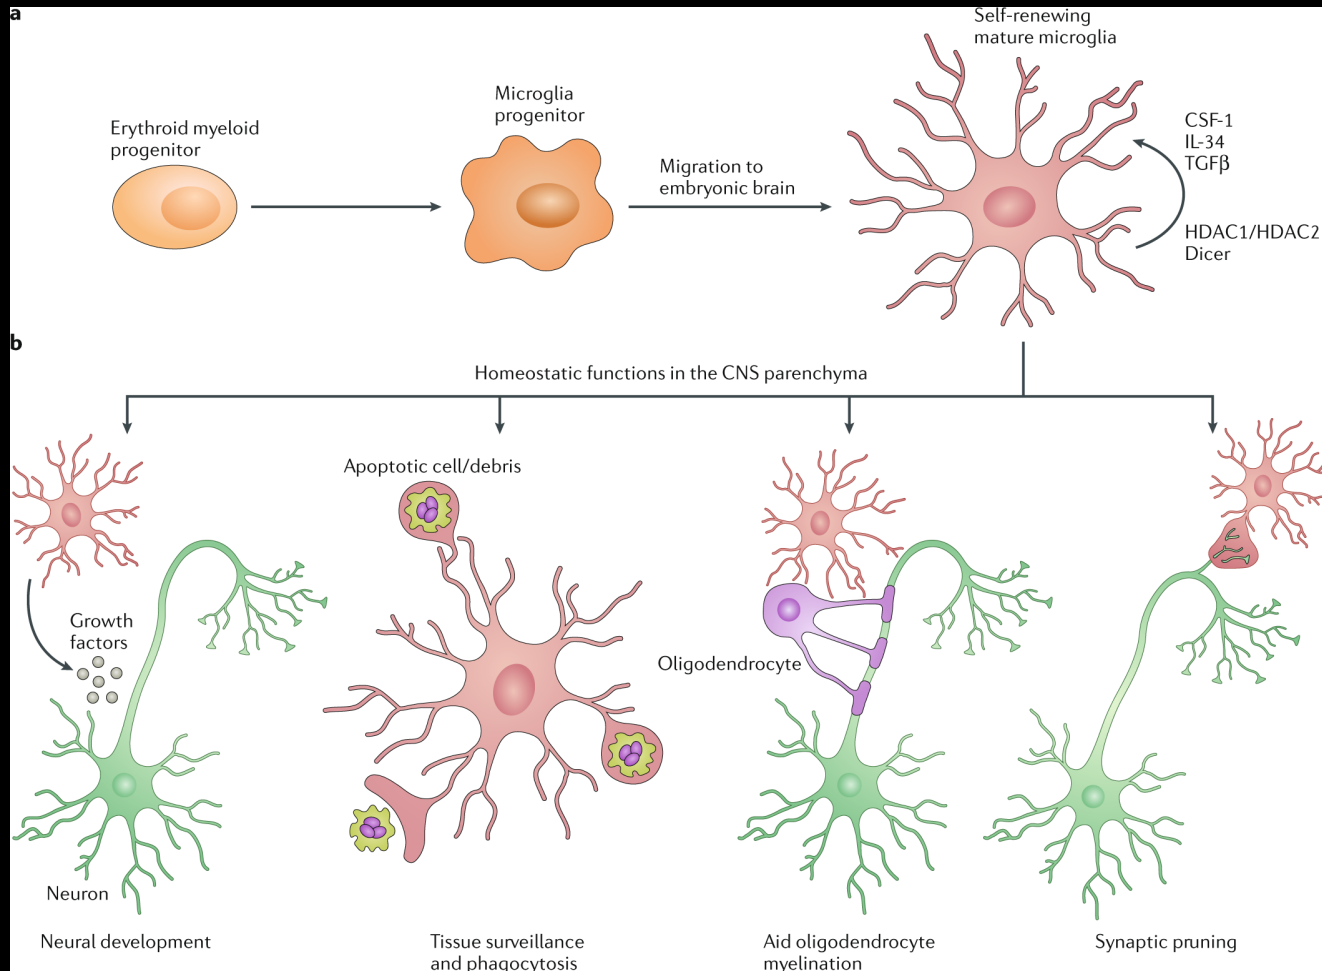 a
Self-renewing
mature microglia
Microglia
progenitor
Erythroid myeloid
progenitor
Migration to
embryonic brain
CSF-1
IL-34
TGFβ
HDAC1/HDAC2
Dicer
b
Homeostatic functions in the CNS parenchyma
Apoptotic cell/debris
Growth
factors
Oligodendrocyte
Neuron
Neural development
Tissue surveillance
and phagocytosis
Aid oligodendrocyte
myelination
Synaptic pruning